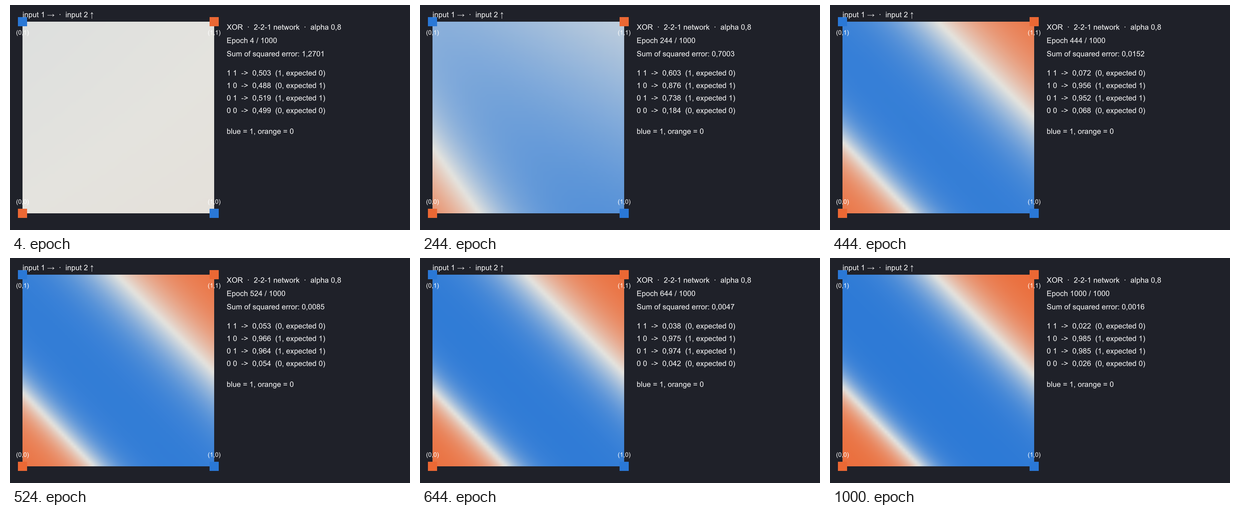 input 1 → · input 2 ↑
(0,1)
(1,1)
XOR · 2-2-1 network · alpha 0,8
Epoch 4 / 1000
Sum of squared error: 1,2701
1 1 -> 0,503 (1, expected 0)
1 0 -> 0,488 (0, expected 1)
0 1 -> 0,519 (1, expected 1)
0 0 -> 0,499 (0, expected 0)
blue = 1, orange = 0
(0,0)
(1,0)
4. epoch
input 1 → · input 2 ↑
(0,1)
(1,1)
XOR · 2-2-1 network · alpha 0,8
Epoch 244 / 1000
Sum of squared error: 0,7003
1 1 -> 0,603 (1, expected 0)
1 0 -> 0,876 (1, expected 1)
0 1 -> 0,738 (1, expected 1)
0 0 -> 0,184 (0, expected 0)
blue = 1, orange = 0
(0,0)
(1,0)
244. epoch
input 1 → · input 2 ↑
(0,1)
(1,1)
XOR · 2-2-1 network · alpha 0,8
Epoch 444 / 1000
Sum of squared error: 0,0152
1 1 -> 0,072 (0, expected 0)
1 0 -> 0,956 (1, expected 1)
0 1 -> 0,952 (1, expected 1)
0 0 -> 0,068 (0, expected 0)
blue = 1, orange = 0
(0,0)
(1,0)
444. epoch
input 1 → · input 2 ↑
(0,1)
(1,1)
XOR · 2-2-1 network · alpha 0,8
Epoch 524 / 1000
Sum of squared error: 0,0085
1 1 -> 0,053 (0, expected 0)
1 0 -> 0,966 (1, expected 1)
0 1 -> 0,964 (1, expected 1)
0 0 -> 0,054 (0, expected 0)
blue = 1, orange = 0
(0,0)
(1,0)
524. epoch
input 1 → · input 2 ↑
(0,1)
(1,1)
XOR · 2-2-1 network · alpha 0,8
Epoch 644 / 1000
Sum of squared error: 0,0047
1 1 -> 0,038 (0, expected 0)
1 0 -> 0,975 (1, expected 1)
0 1 -> 0,974 (1, expected 1)
0 0 -> 0,042 (0, expected 0)
blue = 1, orange = 0
(0,0)
(1,0)
644. epoch
input 1 → · input 2 ↑
(0,1)
(1,1)
XOR · 2-2-1 network · alpha 0,8
Epoch 1000 / 1000
Sum of squared error: 0,0016
1 1 -> 0,022 (0, expected 0)
1 0 -> 0,985 (1, expected 1)
0 1 -> 0,985 (1, expected 1)
0 0 -> 0,026 (0, expected 0)
blue = 1, orange = 0
(0,0)
(1,0)
1000. epoch